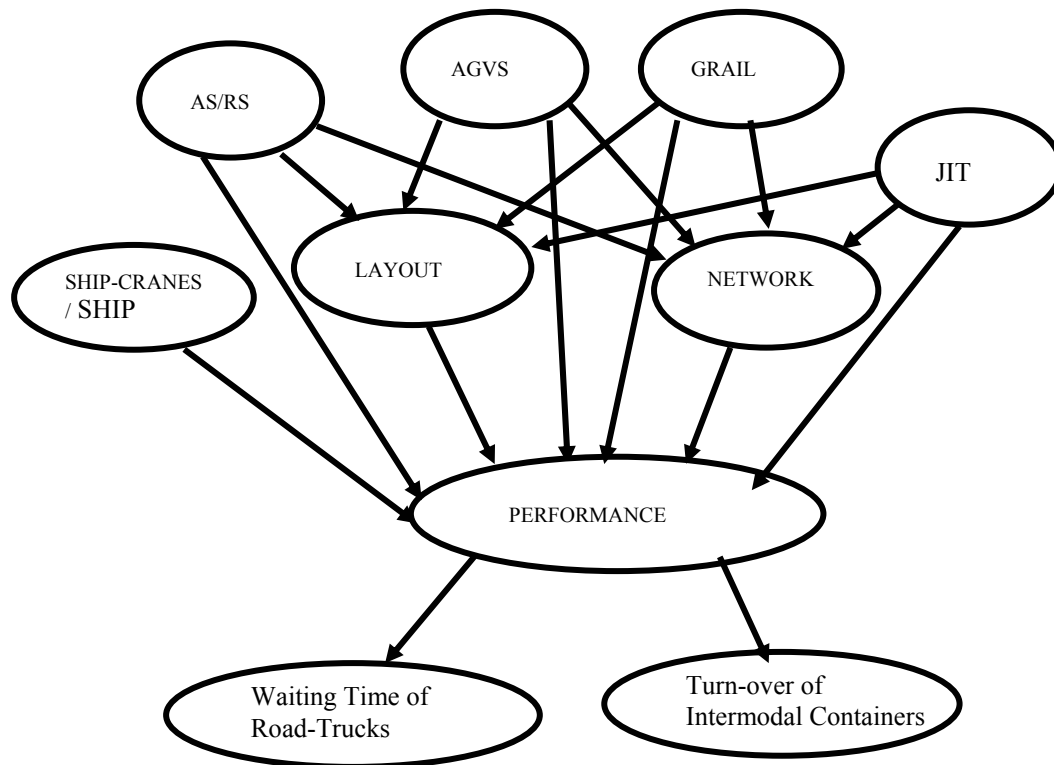 AGVS
GRAIL
AS/RS
JIT
LAYOUT
NETWORK
SHIP-CRANES
/ SHIP
PERFORMANCE
Waiting Time of
Road-Trucks
Turn-over of
Intermodal Containers